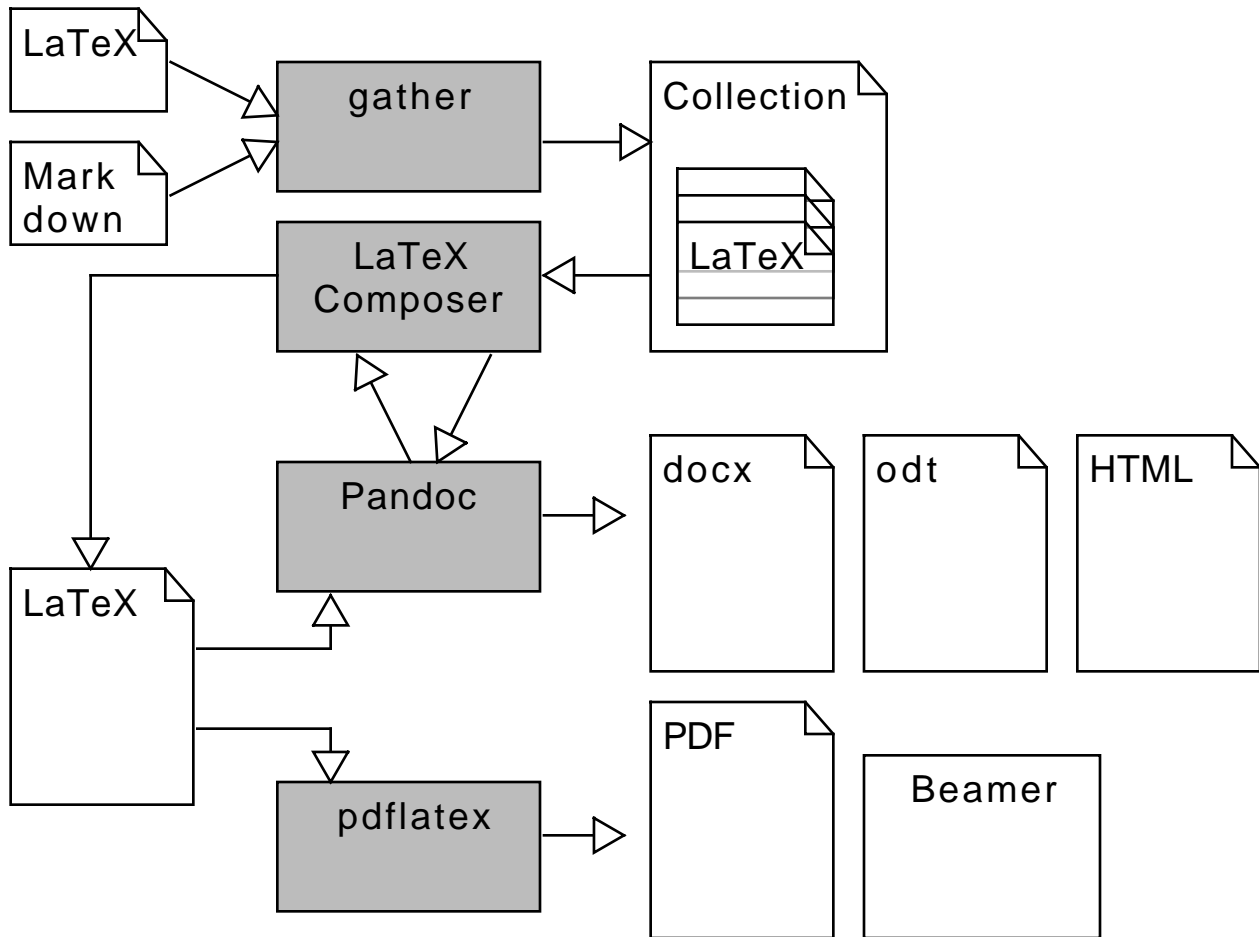 LaTeX
gather
Collection
Mark
down
LaTeX
Composer
LaTeX
Pandoc
docx
odt
HTML
LaTeX
PDF
Beamer
pdflatex